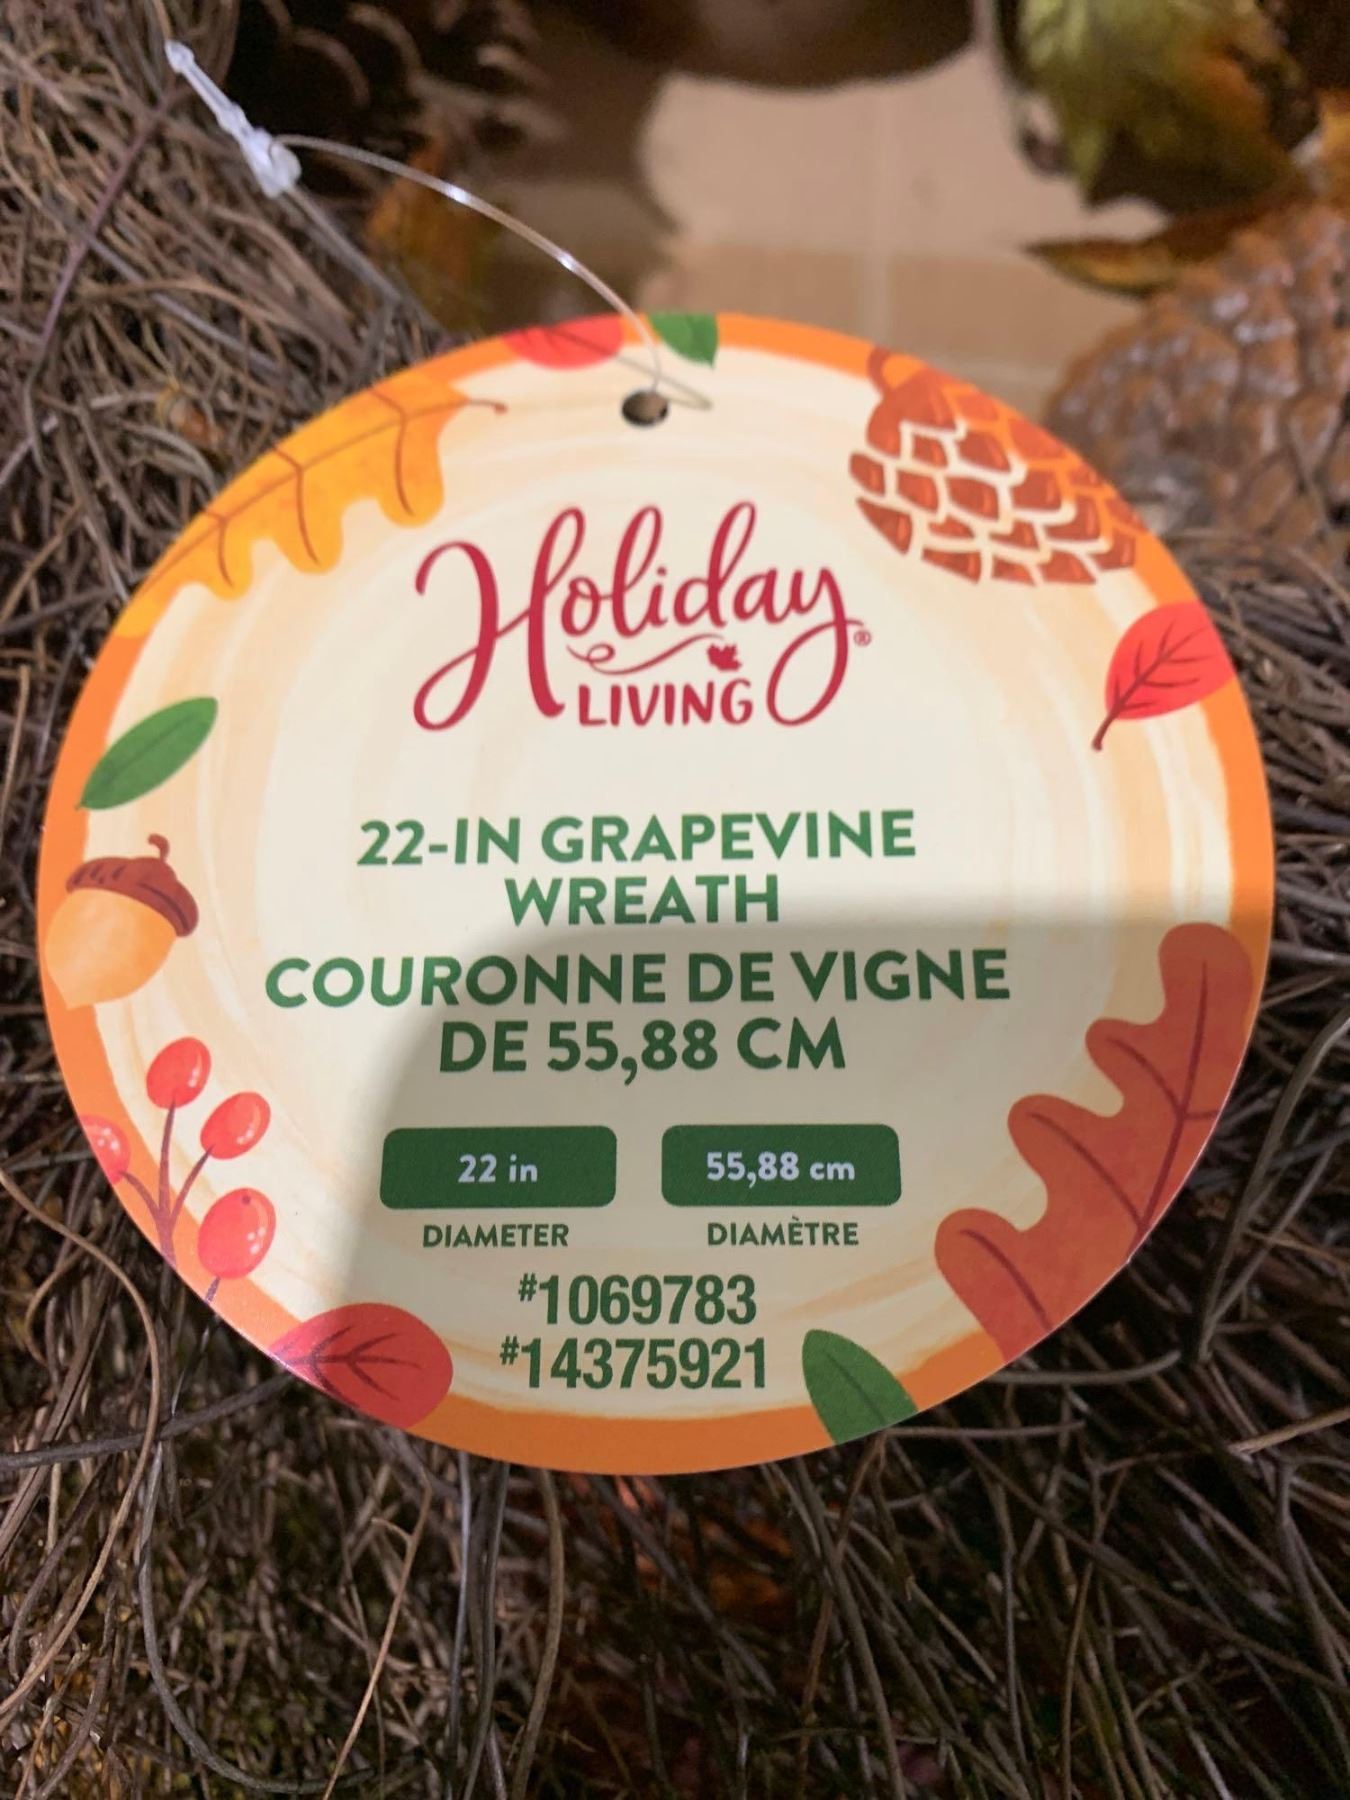 Holiday®
LIVING
22-IN GRAPEVINE
WREATH
COURONNE DE VIGNE
DE 55,88 CM
22 in 55,88 cm
DIAMETER DIAMÈTRE
#1069783
#14375921